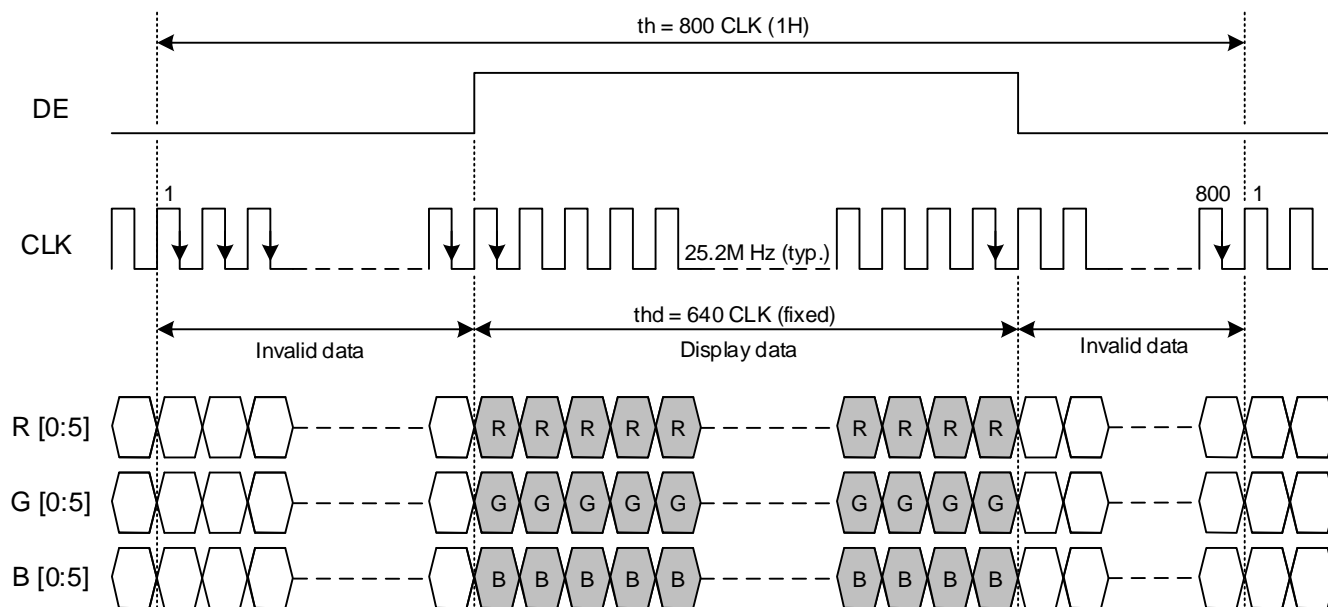 th = 800 CLK (1H)
DE
1
800 1
CLK
25.2M Hz (typ.)
thd = 640 CLK (fixed)
Invalid data
Display data
Invalid data
R [0:5]
R R R R R R R R R
G [0:5]
G G G G G G G G G
B [0:5]
B B B B B B B B B